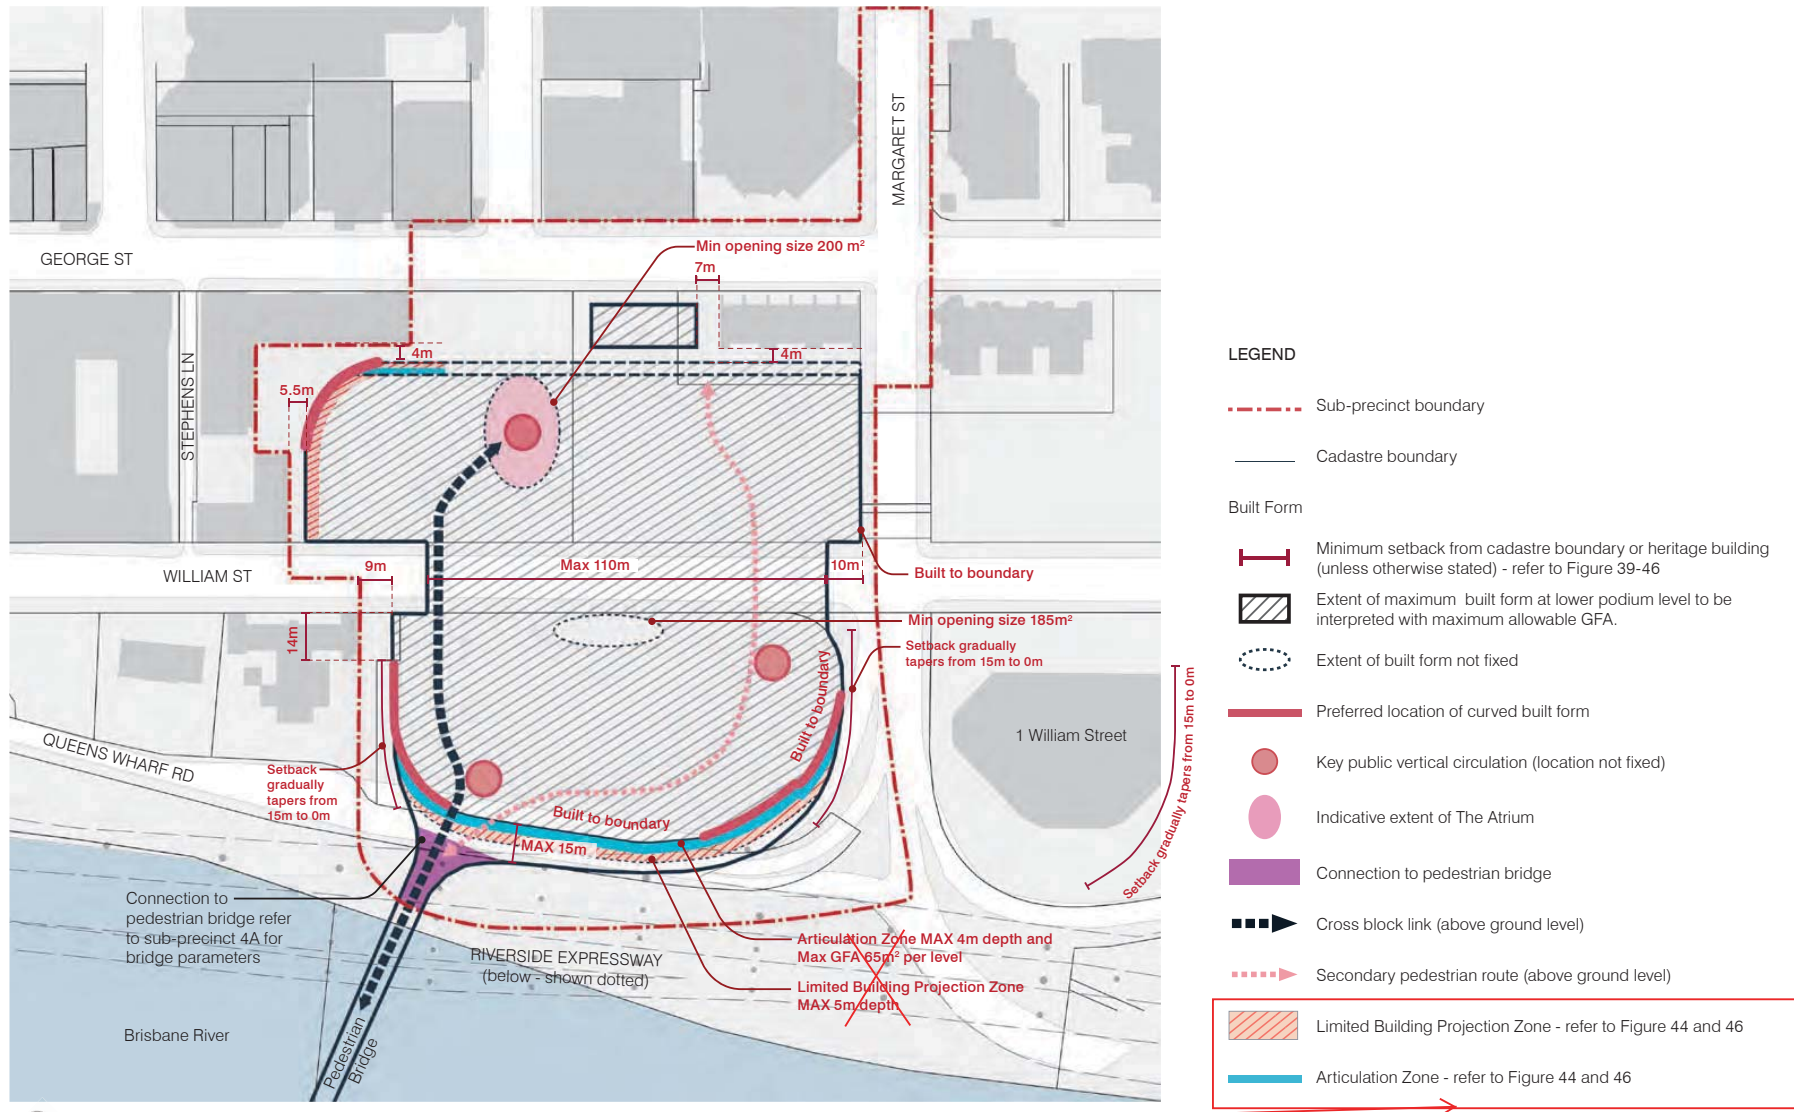 MARGARET ST
GEORGE ST
Min opening size 200 m²
7m
4m
4m
5.5m
STEPHENS LN
WILLIAM ST
9m
Max 110m
10m
Built to boundary
14m
Min opening size 185m²
Setback gradually
tapers from 15m to 0m
Built to boundary
1 William Street
Setback gradually tapers from 15m to 0m
QUEENS WHARF RD
Setback
gradually
tapers from
15m to 0m
Built to boundary
MAX 15m
Connection to
pedestrian bridge refer
to sub-precinct 4A for
bridge parameters
RIVERSIDE EXPRESSWAY
(below - shown dotted)
Articulation Zone MAX 4m depth and
Max GFA 65m² per level
Limited Building Projection Zone
MAX 5m depth
Brisbane River
Pedestrian
Bridge
LEGEND
Sub-precinct boundary
Cadastre boundary
Built Form
Minimum setback from cadastre boundary or heritage building
(unless otherwise stated) - refer to Figure 39-46
Extent of maximum built form at lower podium level to be
interpreted with maximum allowable GFA.
Extent of built form not fixed
Preferred location of curved built form
Key public vertical circulation (location not fixed)
Indicative extent of The Atrium
Connection to pedestrian bridge
Cross block link (above ground level)
Secondary pedestrian route (above ground level)
Limited Building Projection Zone - refer to Figure 44 and 46
Articulation Zone - refer to Figure 44 and 46